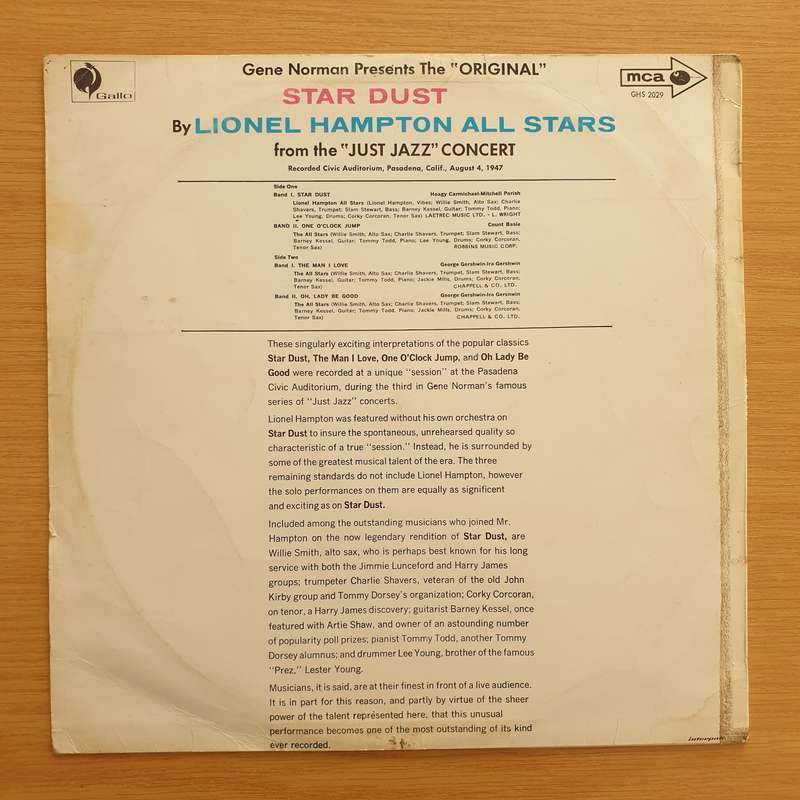 Gallo
Gene Norman Presents The "ORIGINAL"
STAR DUST
By LIONEL HAMPTON ALL STARS
from the "JUST JAZZ" CONCERT
mca
GHS 2029
Recorded Civic Auditorium, Pasadena, Calif., August 4, 1947
Side One
Band I. STAR DUST Hoagy Carmichael-Mitchell Parish
Lionel Hampton All Stars (Lionel Hampton, Vibes; Willie Smith, Alto Sax; Charlie
Shavers, Trumpet; Slam Stewart, Bass; Barney Kessel, Guitar; Tommy Todd, Piano;
Lee Young, Drums; Corky Corcoran, Tenor Sax) LAETREC MUSIC LTD. - L. WRIGHT
BAND II. ONE O'CLOCK JUMP Count Basie
The All Stars (Willie Smith, Alto Sax; Charlie Shavers, Trumpet; Slam Stewart, Bass;
Barney Kessel, Guitar; Tommy Todd, Piano; Lee Young, Drums; Corky Corcoran,
Tenor Sax) ROBBINS MUSIC CORP.
Side Two
Band I. THE MAN I LOVE George Gershwin-Ira Gershwin
The All Stars (Willie Smith, Alto Sax; Charlie Shavers, Trumpet; Slam Stewart, Bass;
Barney Kessel, Guitar; Tommy Todd, Piano; Jackie Mills, Drums; Corky Corcoran,
Tenor Sax) CHAPPELL & CO. LTD.
Band II. OH, LADY BE GOOD George Gershwin-Ira Gershwin
The All Stars (Willie Smith, Alto Sax; Charlie Shavers, Trumpet; Slam Stewart, Bass;
Barney Kessel, Guitar; Tommy Todd, Piano; Jackie Mills, Drums; Corky Corcoran,
Tenor Sax) CHAPPELL & CO. LTD.
These singularly exciting interpretations of the popular classics
Star Dust, The Man I Love, One O'Clock Jump, and Oh Lady Be
Good were recorded at a unique "session" at the Pasadena
Civic Auditorium, during the third in Gene Norman's famous
series of "Just Jazz" concerts.
Lionel Hampton was featured without his own orchestra on
Star Dust to insure the spontaneous, unrehearsed quality so
characteristic of a true "session." Instead, he is surrounded by
some of the greatest musical talent of the era. The three
remaining standards do not include Lionel Hampton, however
the solo performances on them are equally as significant
and exciting as on Star Dust.
Included among the outstanding musicians who joined Mr.
Hampton on the now legendary rendition of Star Dust, are
Willie Smith, alto sax, who is perhaps best known for his long
service with both the Jimmie Lunceford and Harry James
groups; trumpeter Charlie Shavers, veteran of the old John
Kirby group and Tommy Dorsey's organization; Corky Corcoran,
on tenor, a Harry James discovery; guitarist Barney Kessel, once
featured with Artie Shaw, and owner of an astounding number
of popularity poll prizes; pianist Tommy Todd, another Tommy
Dorsey alumnus; and drummer Lee Young, brother of the famous
"Prez," Lester Young.
Musicians, it is said, are at their finest in front of a live audience.
It is in part for this reason, and partly by virtue of the sheer
power of the talent represented here, that this unusual
performance becomes one of the most outstanding of its kind
ever recorded.